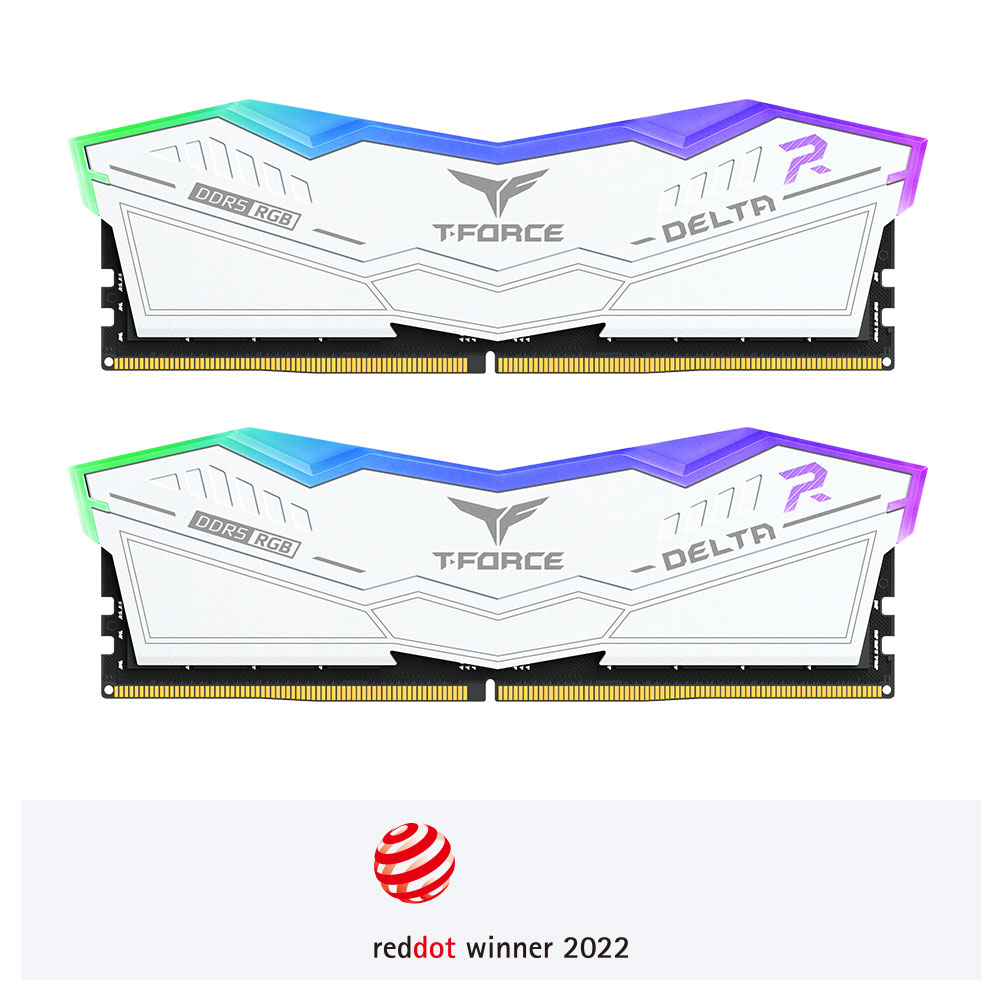 DDR5 RGB
T-FORCE
DELTA
R
DDR5 RGB
T-FORCE
DELTA
R
reddot winner 2022